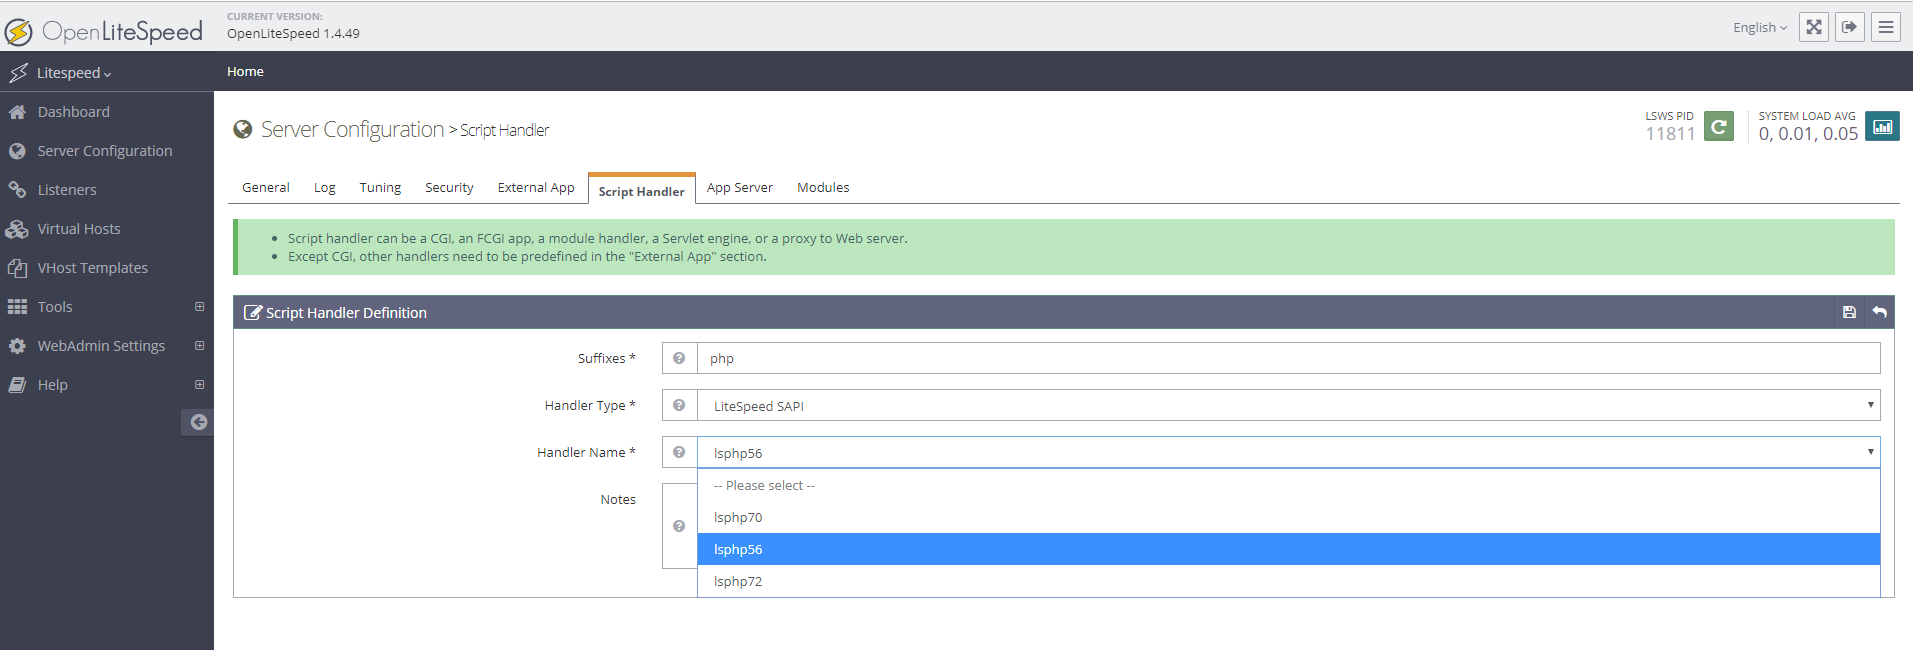 OpenLiteSpeed
CURRENT VERSION:
OpenLiteSpeed 1.4.49
English
Litespeed
Home
Dashboard
Server Configuration
Listeners
Virtual Hosts
VHost Templates
Tools
WebAdmin Settings
Help
Server Configuration > Script Handler
LSWS PID
11811
SYSTEM LOAD AVG
0, 0.01, 0.05
General Log Tuning Security External App Script Handler App Server Modules
Script handler can be a CGI, an FCGI app, a module handler, a Servlet engine, or a proxy to Web server.
Except CGI, other handlers need to be predefined in the "External App" section.
Script Handler Definition
Suffixes * php
Handler Type * LiteSpeed SAPI
Handler Name * lsphp56
-- Please select --
lsphp70
lsphp56
lsphp72
Notes